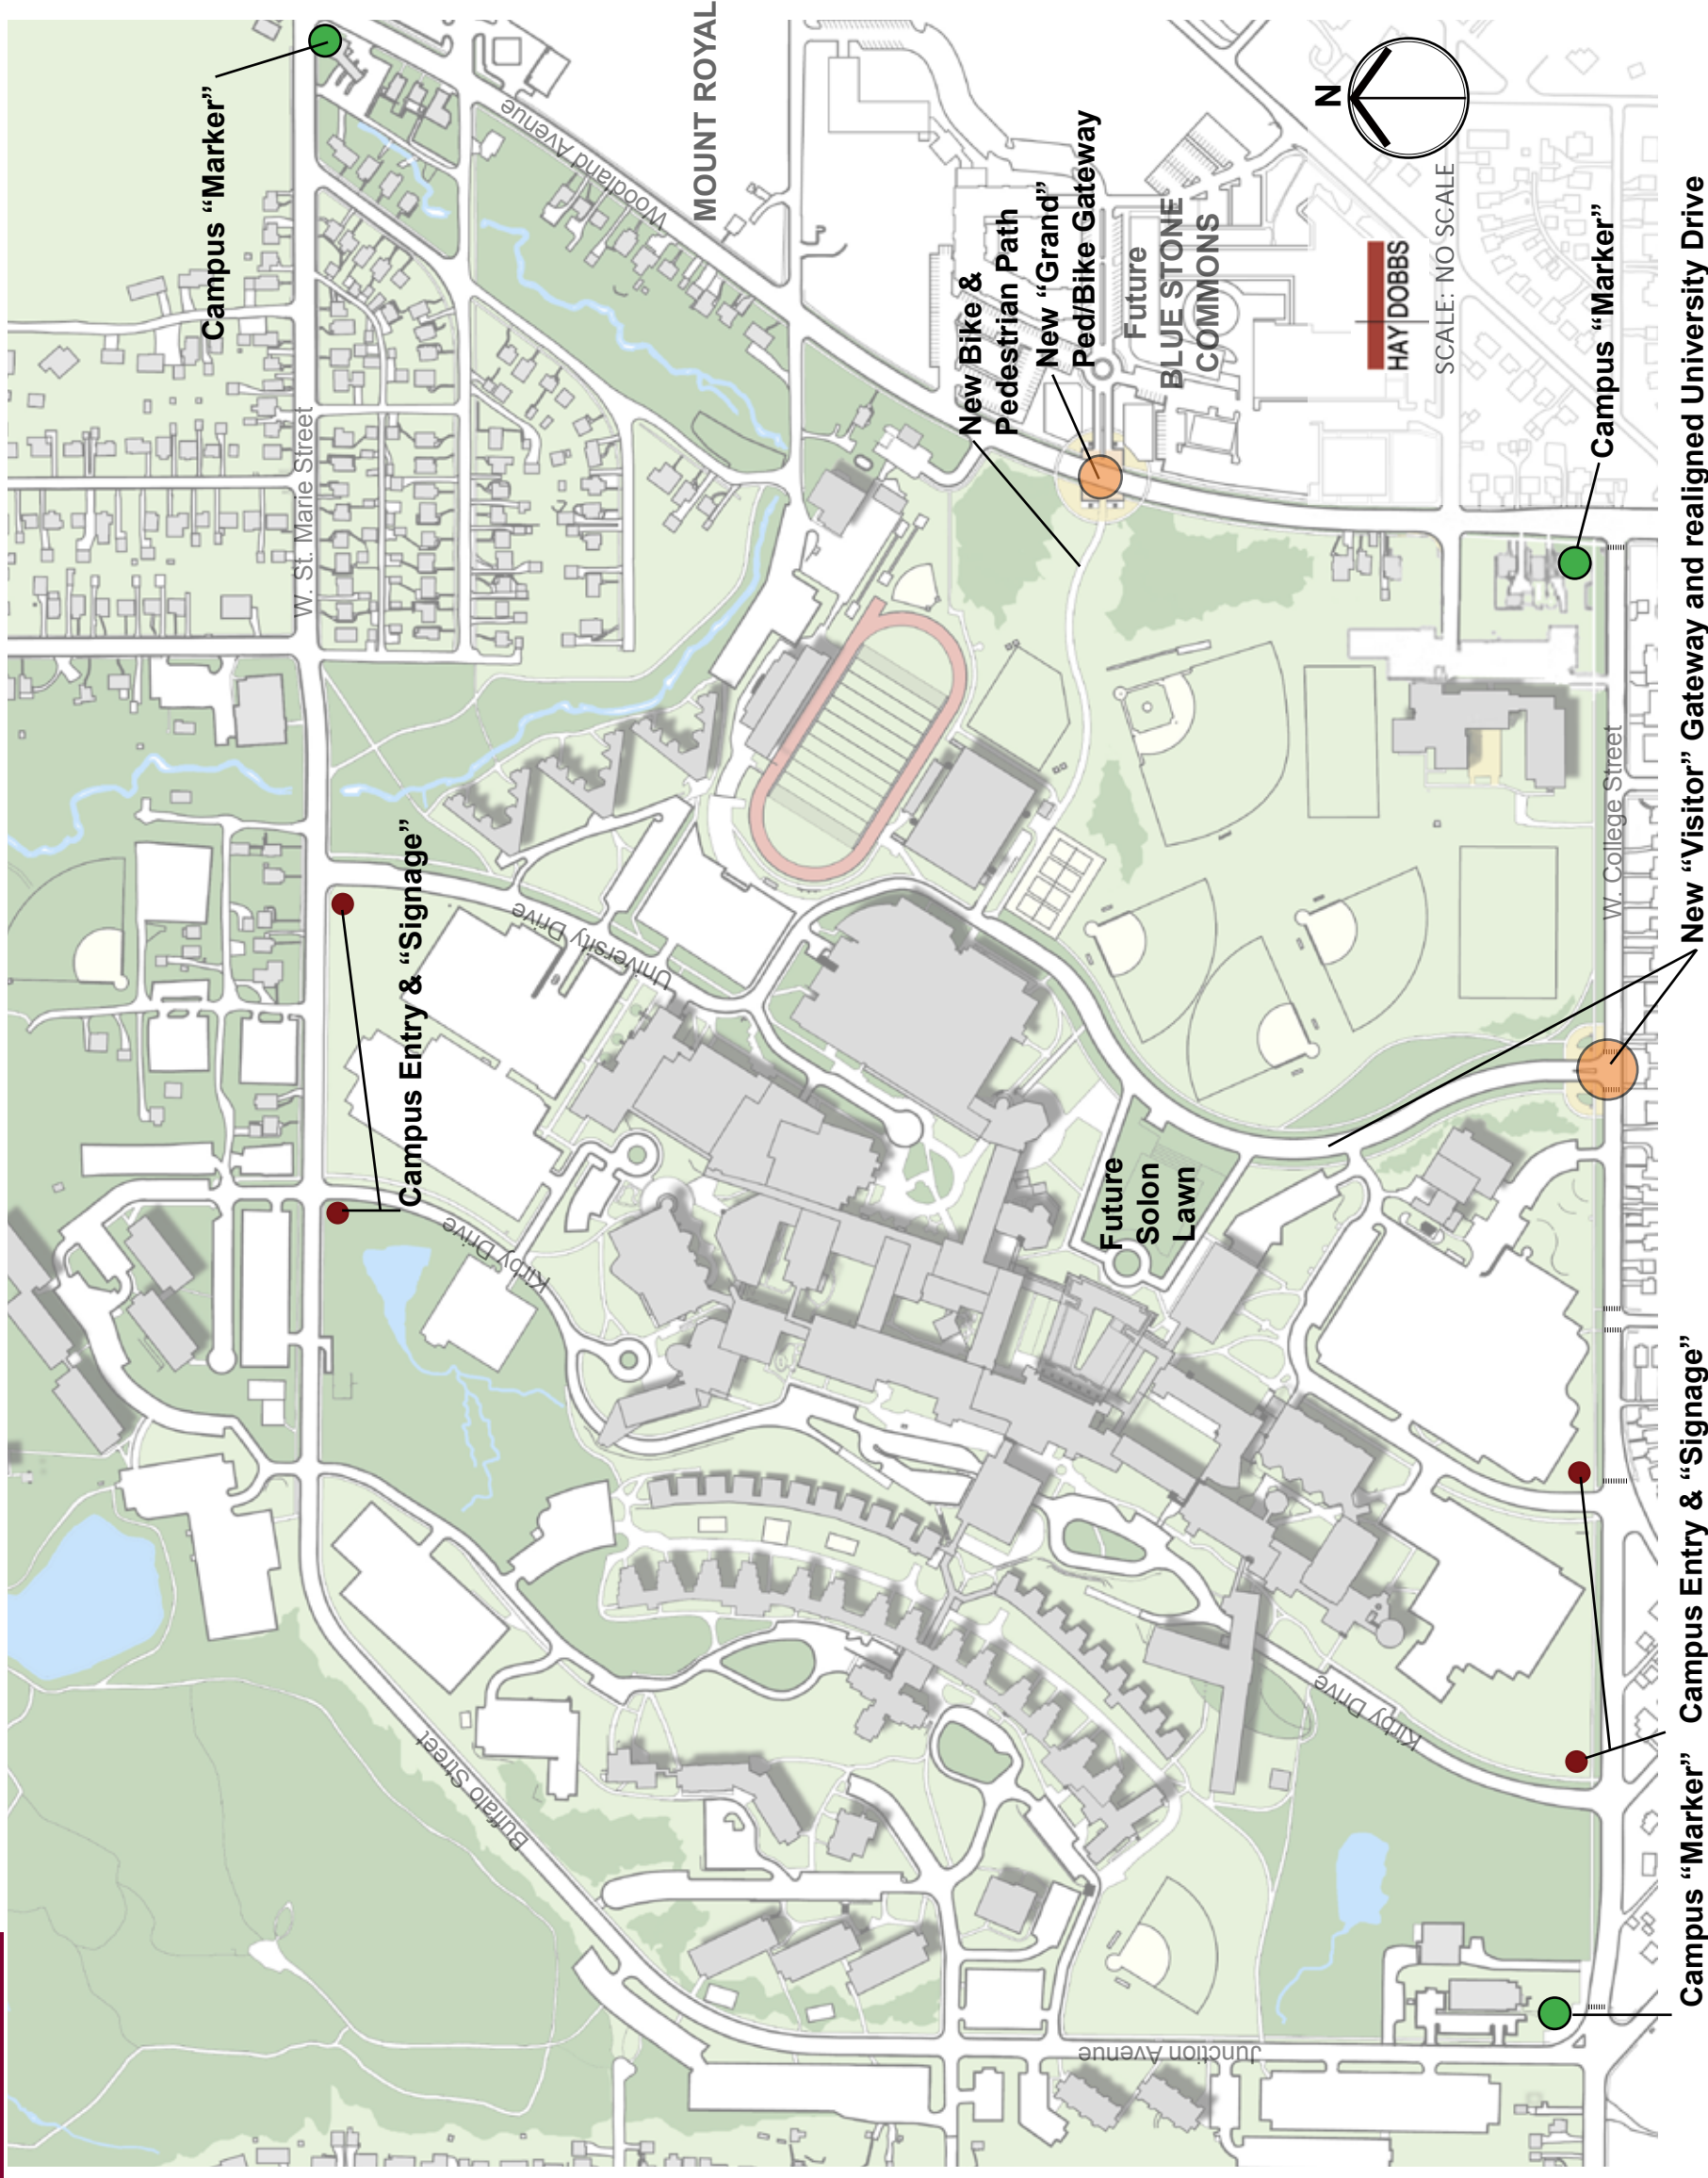 Campus “Marker”
W. St. Marie Street
Woodland Avenue
MOUNT ROYAL
Campus Entry & “Signage”
University Drive
Kirby Drive
Buffalo Street
New Bike &
Pedestrian Path
New “Grand”
Ped/Bike Gateway
Future
BLUE STONE
COMMONS
N
HAY DOBBS
SCALE: NO SCALE
Future
Solon
Lawn
Kirby Drive
Junction Avenue
W. College Street
Campus “Marker”
New “Visitor” Gateway and realigned University Drive
Campus Entry & “Signage”
Campus “Marker”